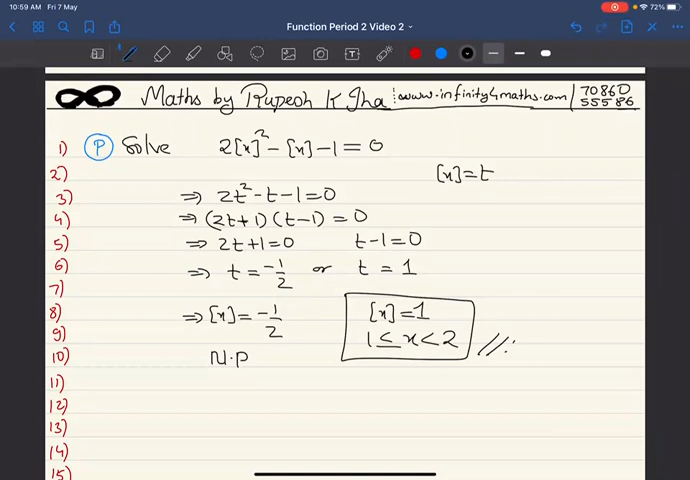 10:59 AM Fri 7 May
72%
Function Period 2 Video 2
Maths by Rupesh K Jha www.infinity4maths.com / 70860 55586
1) P Solve 2[x]² - [x] - 1 = 0
2) [x] = t
3) ⇒ 2t² - t - 1 = 0
4) ⇒ (2t+1) (t-1) = 0
5) ⇒ 2t+1 = 0 t-1 = 0
6) ⇒ t = -1/2 or t = 1
7)
8) ⇒ [x] = -1/2 [x] = 1
9) 1 ≤ x < 2
10) N.P
11)
12)
13)
14)
15)